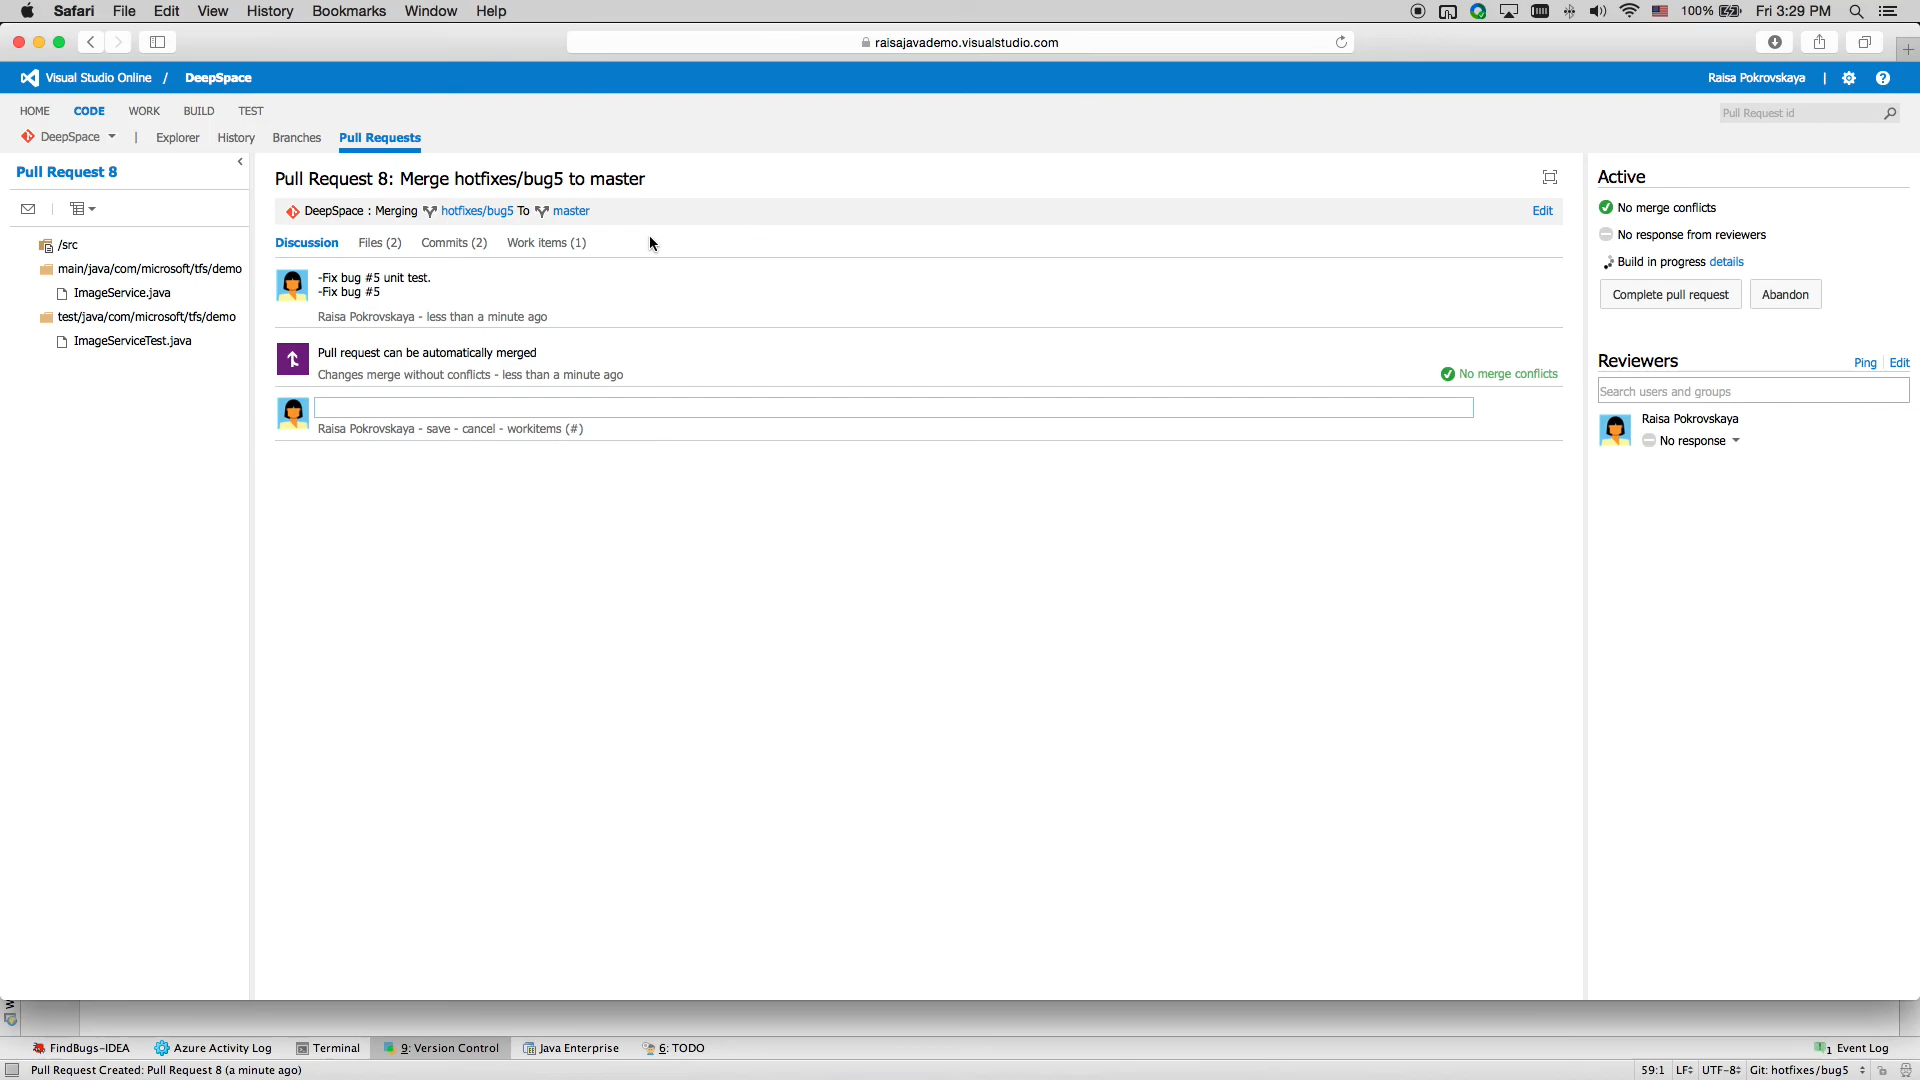 Safari File Edit View History Bookmarks Window Help
100% Fri 3:29 PM
raisajavademo.visualstudio.com
Visual Studio Online / DeepSpace
Raisa Pokrovskaya |
HOME CODE WORK BUILD TEST
Pull Request id
DeepSpace | Explorer History Branches Pull Requests
Pull Request 8
/src
main/java/com/microsoft/tfs/demo
ImageService.java
test/java/com/microsoft/tfs/demo
ImageServiceTest.java
Pull Request 8: Merge hotfixes/bug5 to master
DeepSpace : Merging hotfixes/bug5 To master
Edit
Discussion Files (2) Commits (2) Work items (1)
-Fix bug #5 unit test.
-Fix bug #5
Raisa Pokrovskaya - less than a minute ago
Pull request can be automatically merged
Changes merge without conflicts - less than a minute ago
No merge conflicts
Raisa Pokrovskaya - save - cancel - workitems (#)
Active
No merge conflicts
No response from reviewers
Build in progress details
Complete pull request Abandon
Reviewers Ping Edit
Search users and groups
Raisa Pokrovskaya
No response
FindBugs-IDEA Azure Activity Log Terminal 9: Version Control Java Enterprise 6: TODO
1 Event Log
Pull Request Created: Pull Request 8 (a minute ago)
59:1 LF UTF-8 Git: hotfixes/bug5